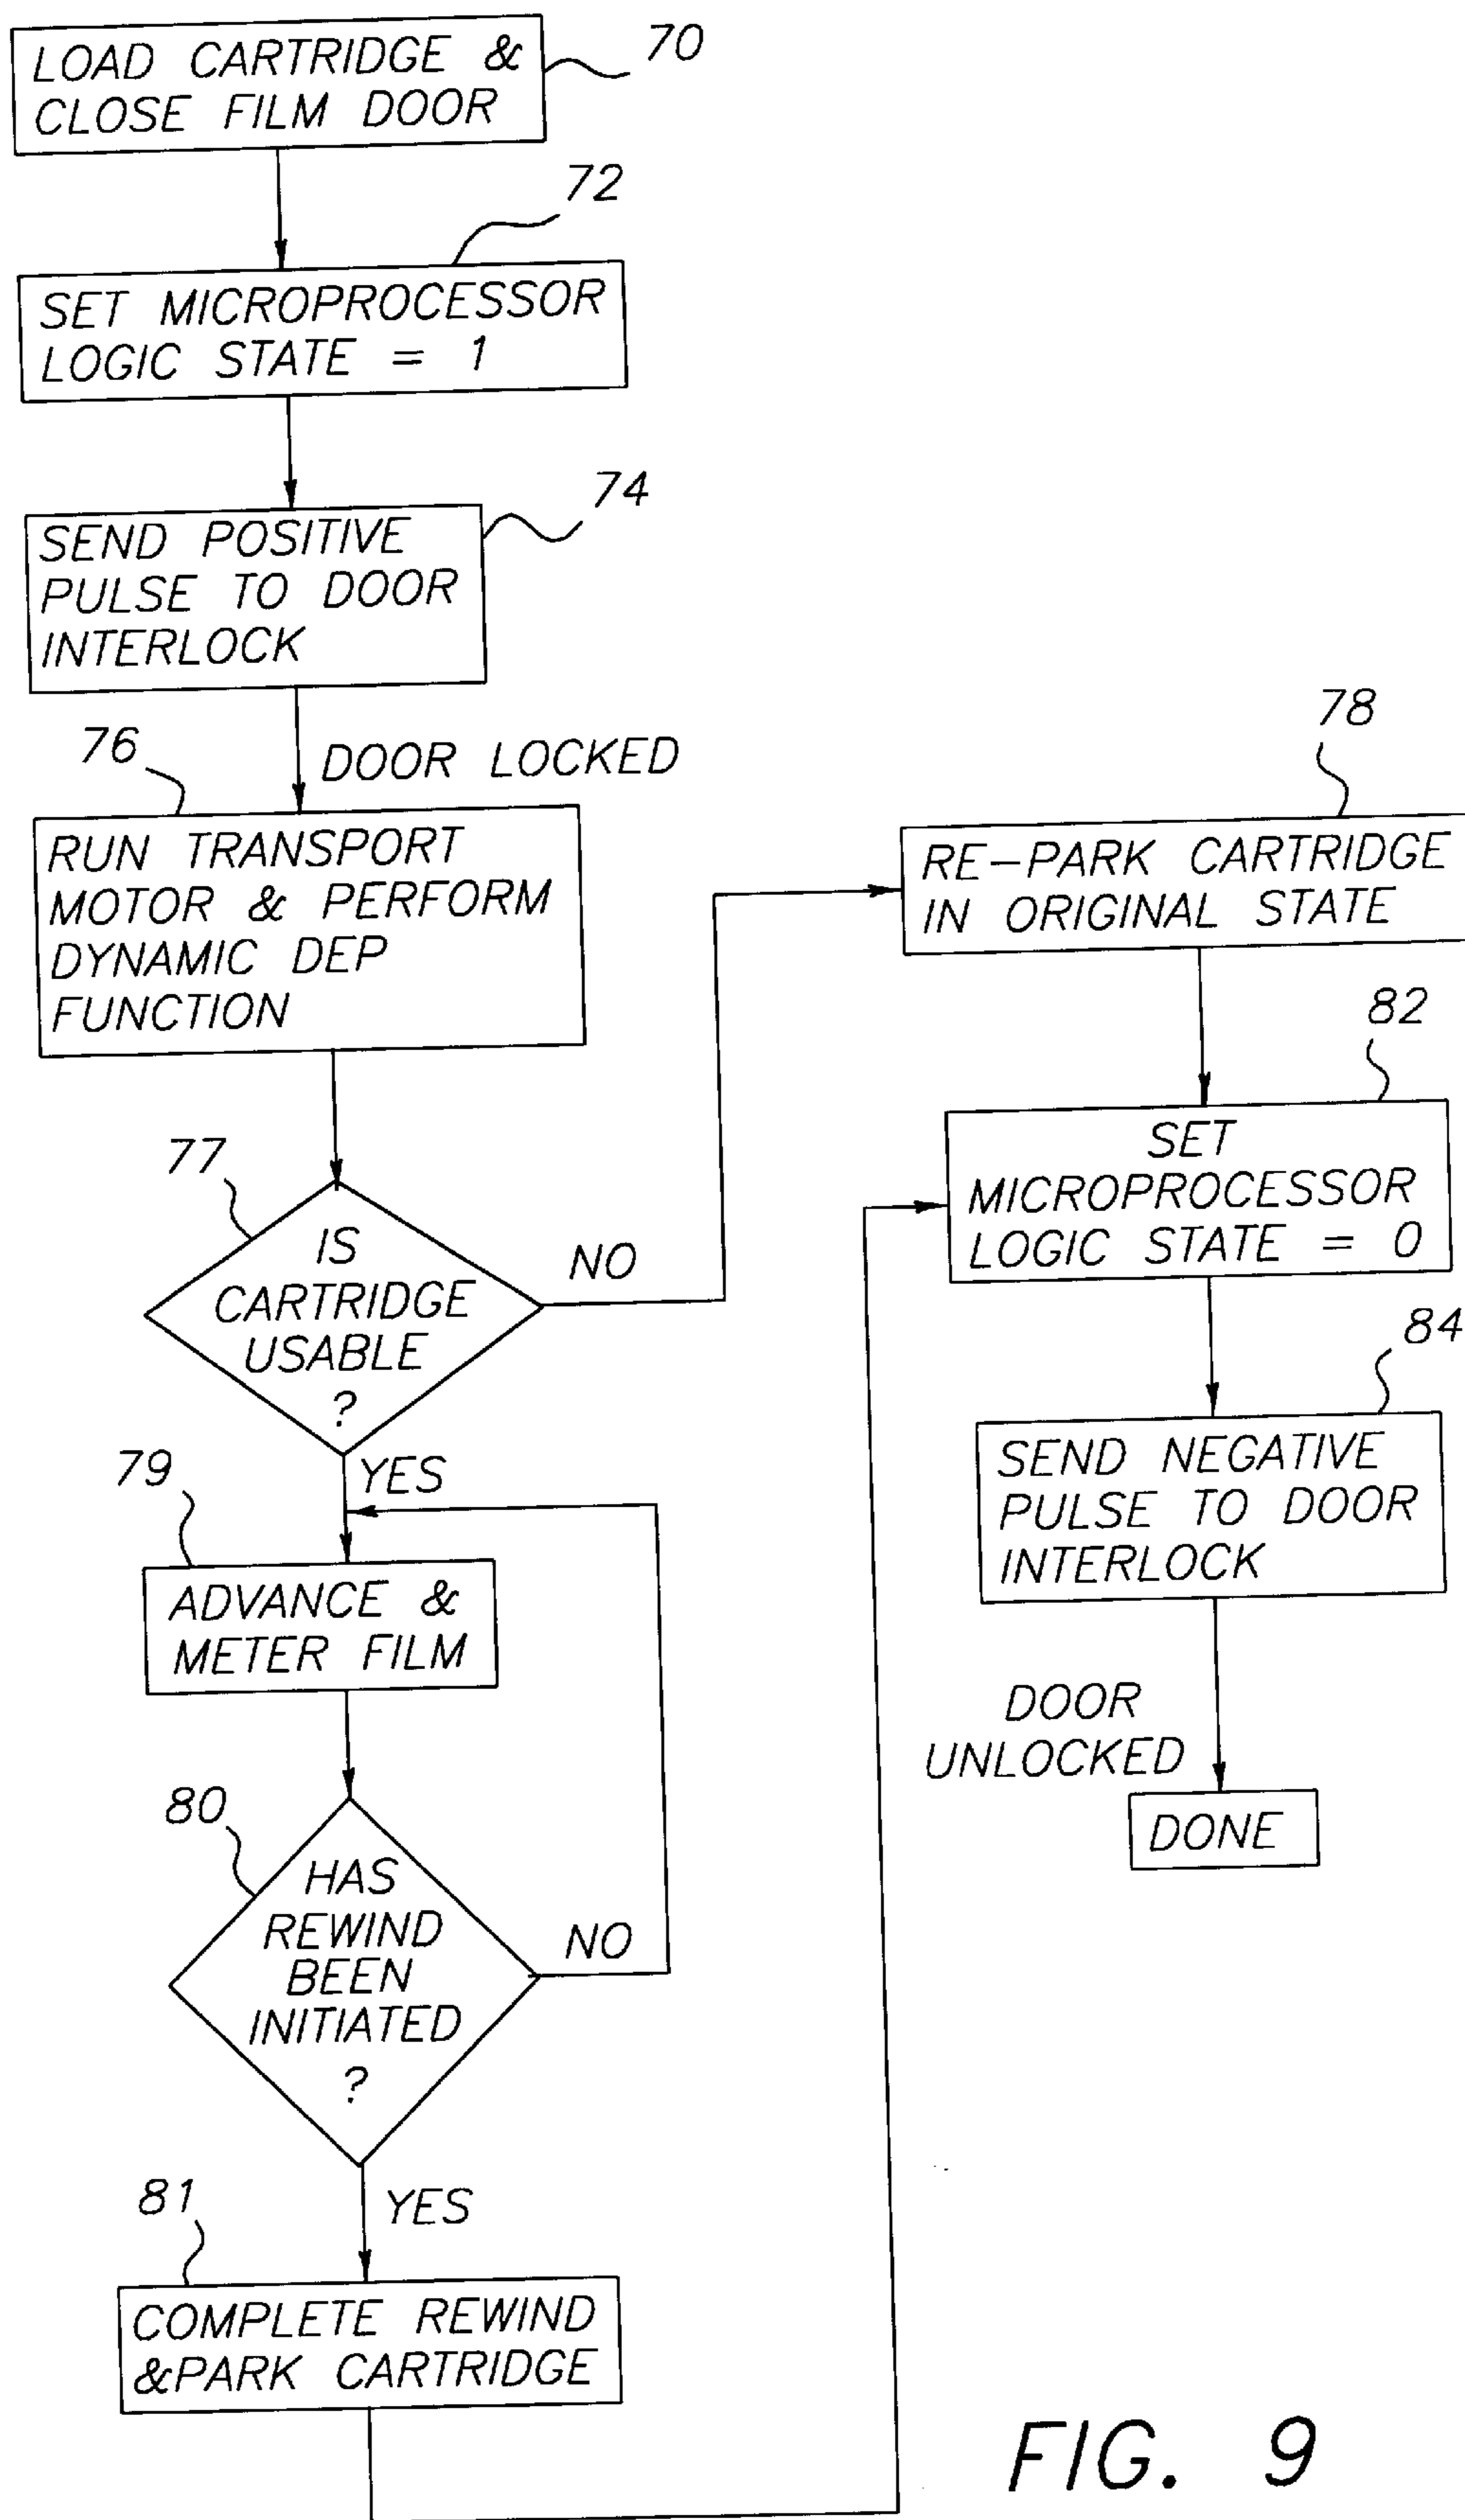 LOAD CARTRIDGE &
CLOSE FILM DOOR
70
72
SET MICROPROCESSOR
LOGIC STATE = 1
74
SEND POSITIVE
PULSE TO DOOR
INTERLOCK
76
DOOR LOCKED
RUN TRANSPORT
MOTOR & PERFORM
DYNAMIC DEP
FUNCTION
77
IS
CARTRIDGE
USABLE
?
NO
YES
79
ADVANCE &
METER FILM
80
HAS
REWIND
BEEN
INITIATED
?
NO
YES
81
COMPLETE REWIND
&PARK CARTRIDGE
78
RE-PARK CARTRIDGE
IN ORIGINAL STATE
82
SET
MICROPROCESSOR
LOGIC STATE = 0
84
SEND NEGATIVE
PULSE TO DOOR
INTERLOCK
DOOR
UNLOCKED
DONE
FIG. 9